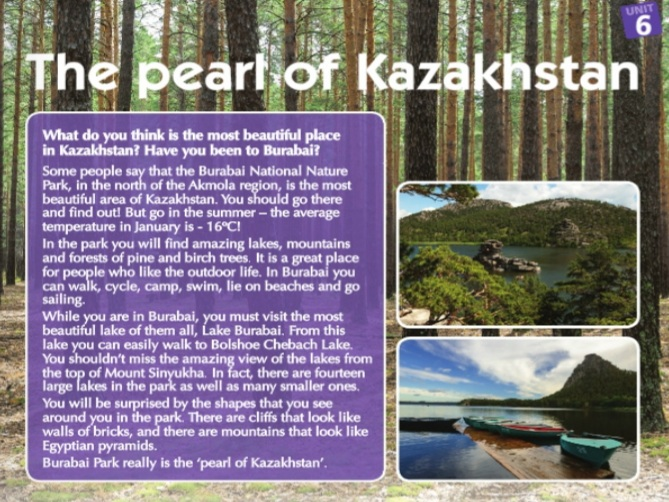 UNIT
6
The pearl of Kazakhstan
What do you think is the most beautiful place
in Kazakhstan? Have you been to Burabai?
Some people say that the Burabai National Nature
Park, in the north of the Akmola region, is the most
beautiful area of Kazakhstan. You should go there
and find out! But go in the summer – the average
temperature in January is - 16ºC!
In the park you will find amazing lakes, mountains
and forests of pine and birch trees. It is a great place
for people who like the outdoor life. In Burabai you
can walk, cycle, camp, swim, lie on beaches and go
sailing.
While you are in Burabai, you must visit the most
beautiful lake of them all, Lake Burabai. From this
lake you can easily walk to Bolshoe Chebach Lake.
You shouldn't miss the amazing view of the lakes from
the top of Mount Sinyukha. In fact, there are fourteen
large lakes in the park as well as many smaller ones.
You will be surprised by the shapes that you see
around you in the park. There are cliffs that look like
walls of bricks, and there are mountains that look like
Egyptian pyramids.
Burabai Park really is the 'pearl of Kazakhstan'.